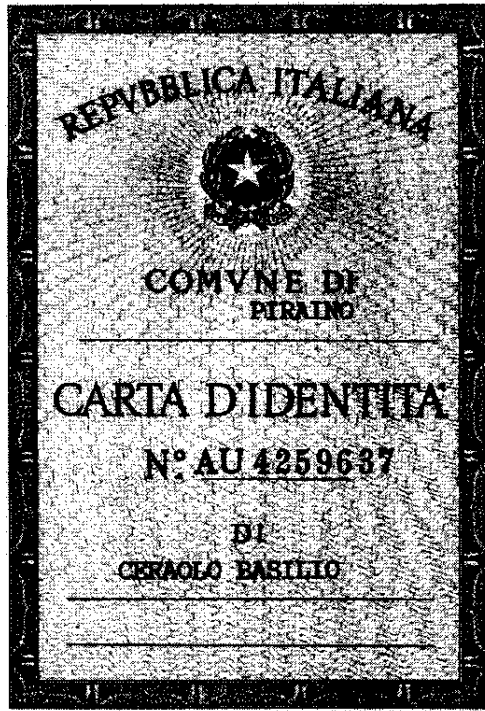 REPVBBLICA ITALIANA
COMVNE DI
PIRAINO
CARTA D'IDENTITA'
N° AU 4259637
DI
CERAOLO BASILIO